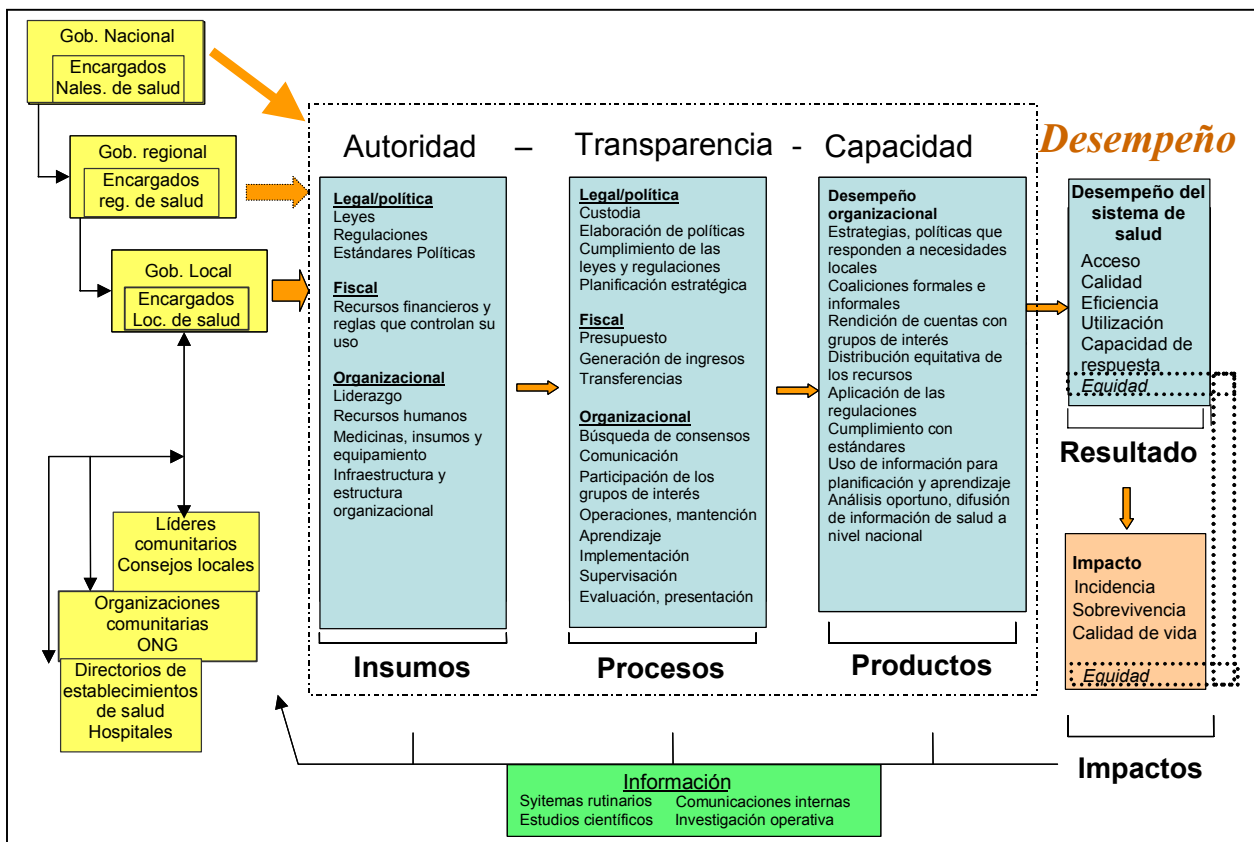 Gob. Nacional
Encargados
Nales. de salud
Gob. regional
Encargados
reg. de salud
Gob. Local
Encargados
Loc. de salud
Líderes
comunitarios
Consejos locales
Organizaciones
comunitarias
ONG
Directorios de
establecimientos
de salud
Hospitales
Autoridad – Transparencia - Capacidad
Desempeño
Legal/política
Leyes
Regulaciones
Estándares Políticas
Fiscal
Recursos financieros y
reglas que controlan su
uso
Organizacional
Liderazgo
Recursos humanos
Medicinas, insumos y
equipamiento
Infraestructura y
estructura
organizacional
Insumos
Legal/política
Custodia
Elaboración de políticas
Cumplimiento de las
leyes y regulaciones
Planificación estratégica
Fiscal
Presupuesto
Generación de ingresos
Transferencias
Organizacional
Búsqueda de consensos
Comunicación
Participación de los
grupos de interés
Operaciones, mantención
Aprendizaje
Implementación
Supervisación
Evaluación, presentación
Procesos
Desempeño
organizacional
Estrategias, políticas que
responden a necesidades
locales
Coaliciones formales e
informales
Rendición de cuentas con
grupos de interés
Distribución equitativa de
los recursos
Aplicación de las
regulaciones
Cumplimiento con
estándares
Uso de información para
planificación y aprendizaje
Análisis oportuno, difusión
de información de salud a
nivel nacional
Productos
Desempeño del
sistema de
salud
Acceso
Calidad
Eficiencia
Utilización
Capacidad de
respuesta
Equidad
Resultado
Impacto
Incidencia
Sobrevivencia
Calidad de vida
Equidad
Impactos
Información
Syitemas rutinarios Comunicaciones internas
Estudios científicos Investigación operativa